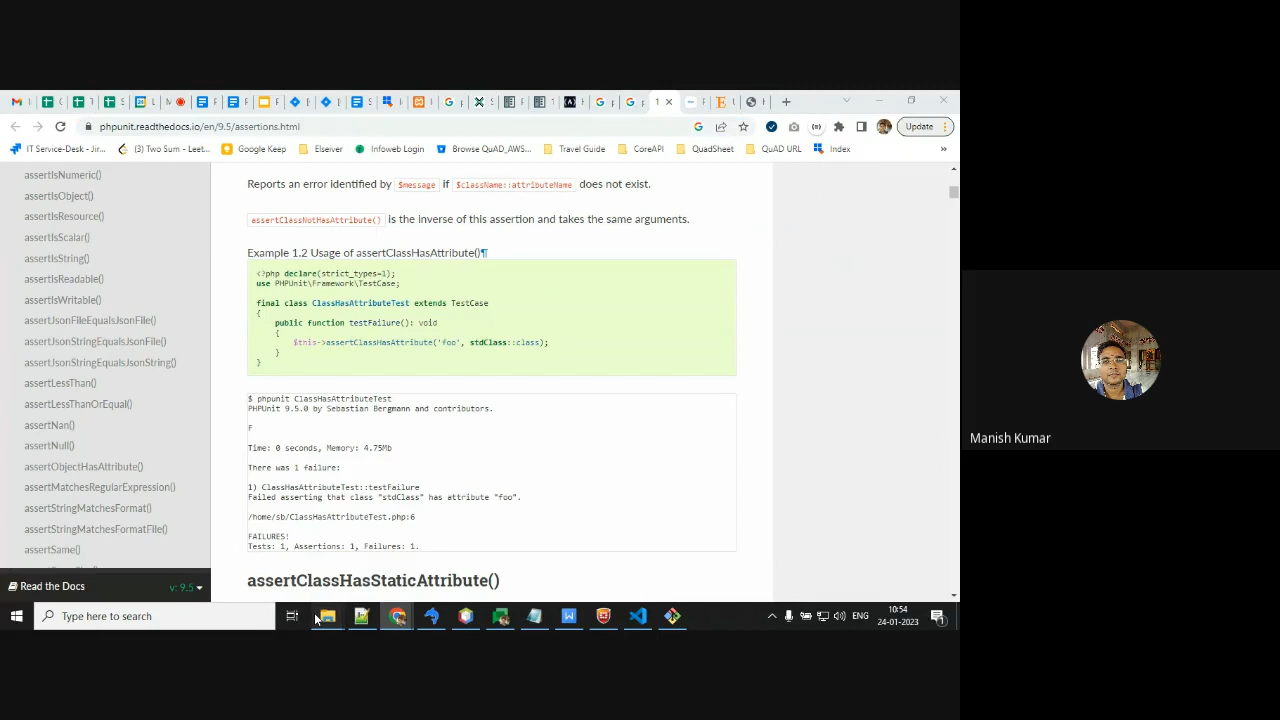 phpunit.readthedocs.io/en/9.5/assertions.html
Update
IT Service-Desk - Jir...
(3) Two Sum - Leet...
Google Keep
Elseiver
Infoweb Login
Browse QuAD_AWS...
Travel Guide
CoreAPI
QuadSheet
QuAD URL
Index
»
assertIsNumeric()
assertIsObject()
assertIsResource()
assertIsScalar()
assertIsString()
assertIsReadable()
assertIsWritable()
assertJsonFileEqualsJsonFile()
assertJsonStringEqualsJsonFile()
assertJsonStringEqualsJsonString()
assertLessThan()
assertLessThanOrEqual()
assertNan()
assertNull()
assertObjectHasAttribute()
assertMatchesRegularExpression()
assertStringMatchesFormat()
assertStringMatchesFormatFile()
assertSame()
Read the Docs
v: 9.5
Reports an error identified by $message if $className::attributeName does not exist.
assertClassNotHasAttribute() is the inverse of this assertion and takes the same arguments.
Example 1.2 Usage of assertClassHasAttribute()¶
<?php declare(strict_types=1);
use PHPUnit\Framework\TestCase;
final class ClassHasAttributeTest extends TestCase
{
public function testFailure(): void
{
$this->assertClassHasAttribute('foo', stdClass::class);
}
}
$ phpunit ClassHasAttributeTest
PHPUnit 9.5.0 by Sebastian Bergmann and contributors.
F
Time: 0 seconds, Memory: 4.75Mb
There was 1 failure:
1) ClassHasAttributeTest::testFailure
Failed asserting that class "stdClass" has attribute "foo".
/home/sb/ClassHasAttributeTest.php:6
FAILURES!
Tests: 1, Assertions: 1, Failures: 1.
assertClassHasStaticAttribute()
Type here to search
ENG
10:54
24-01-2023
1
Manish Kumar